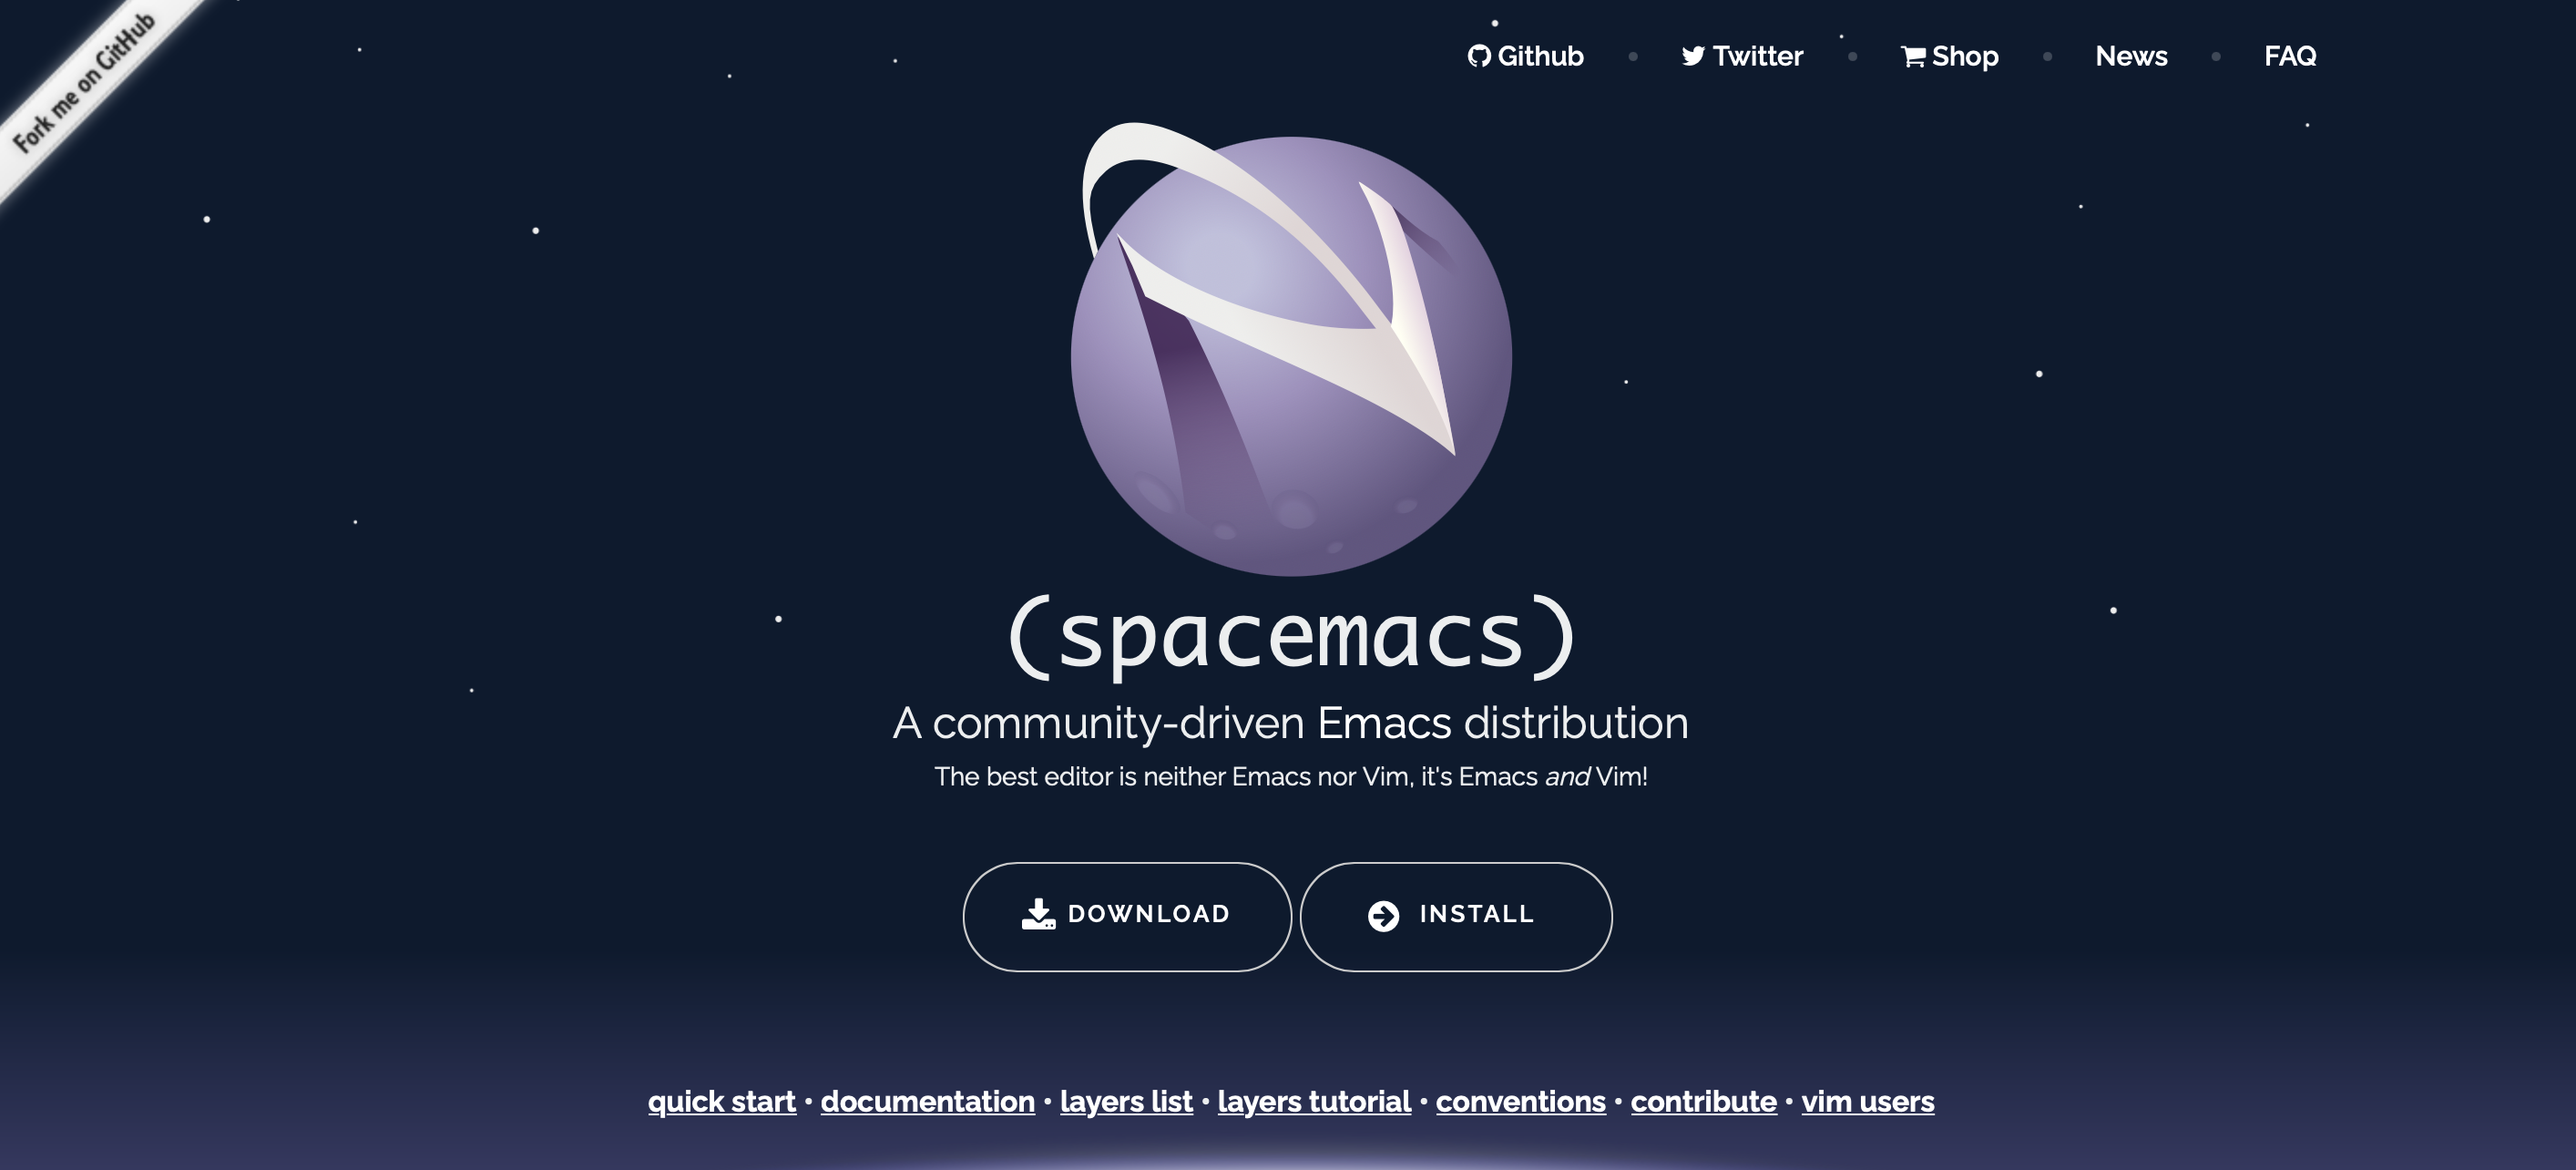 Fork me on GitHub
Github • Twitter • Shop • News • FAQ
(spacemacs)
A community-driven Emacs distribution
The best editor is neither Emacs nor Vim, it's Emacs and Vim!
DOWNLOAD INSTALL
quick start • documentation • layers list • layers tutorial • conventions • contribute • vim users